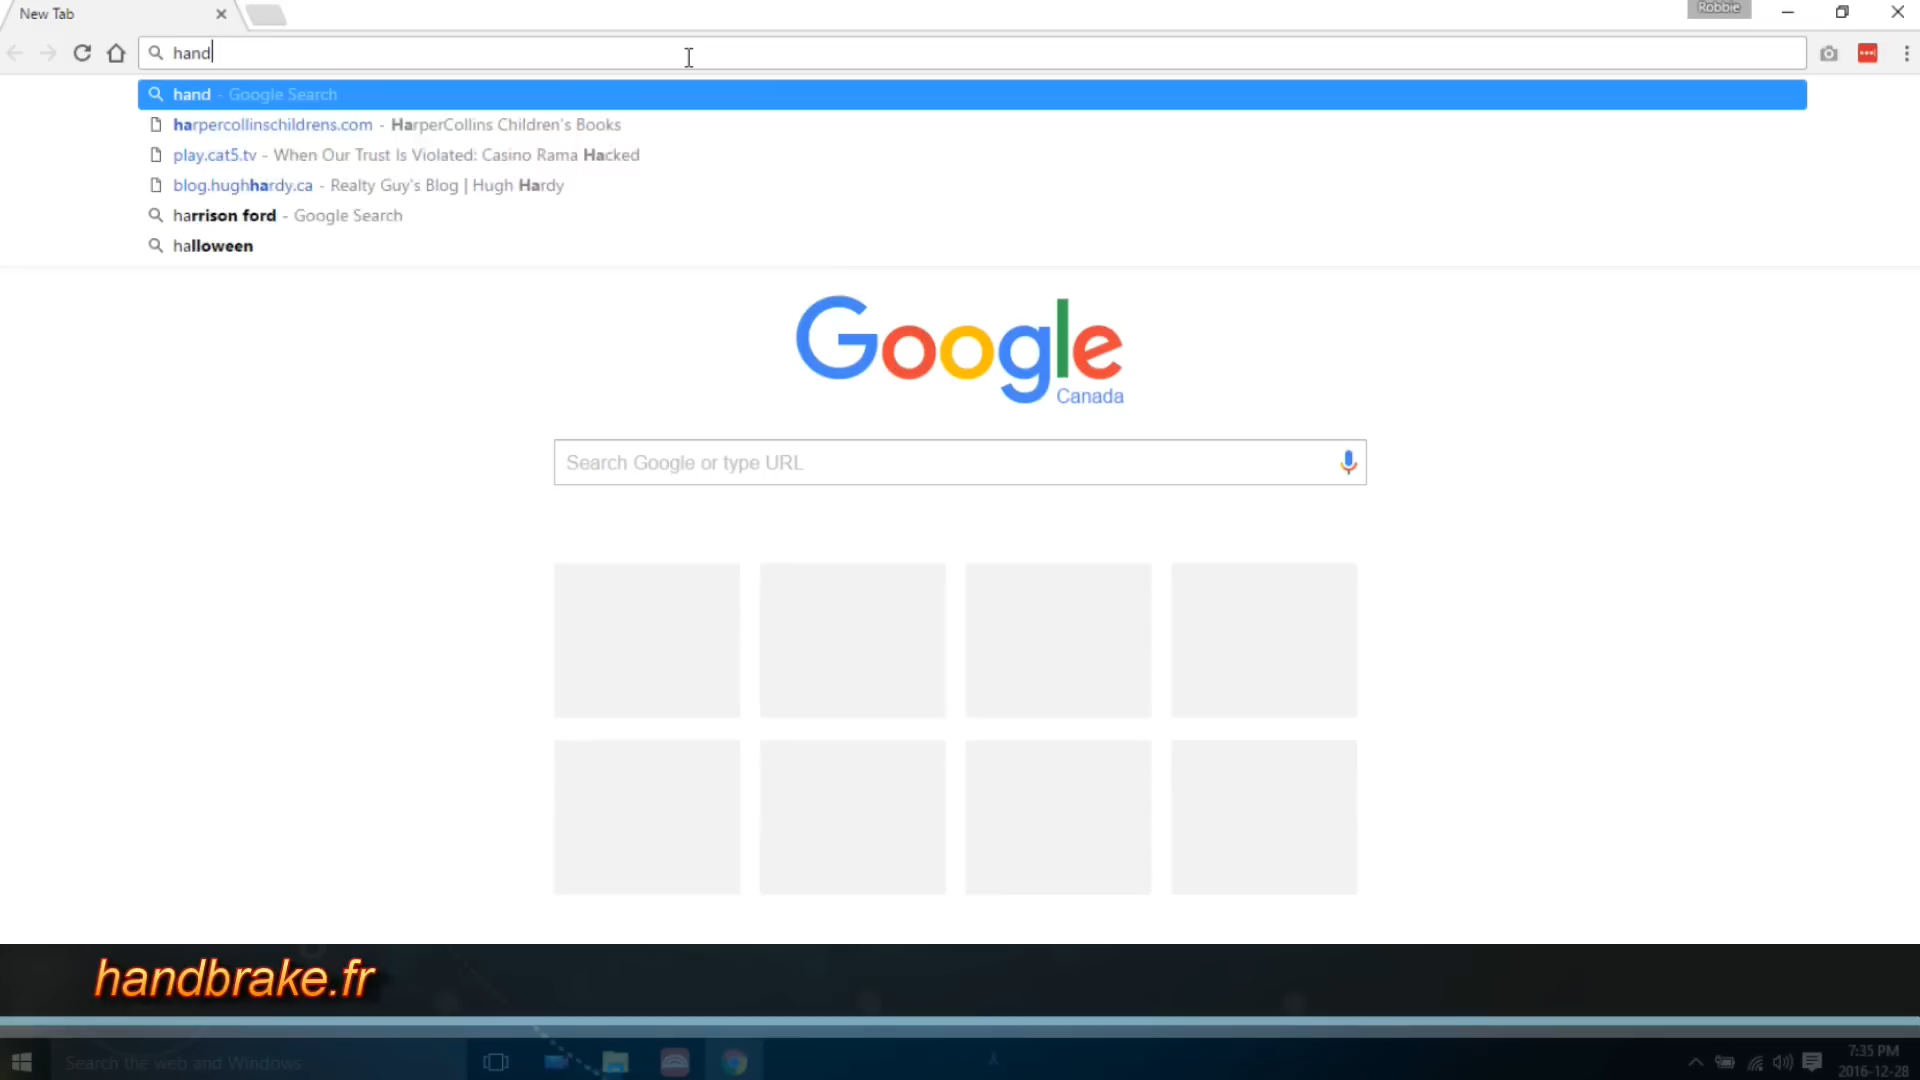 New Tab
Robbie
hand
hand - Google Search
harpercollinschildrens.com - HarperCollins Children's Books
play.cat5.tv - When Our Trust Is Violated: Casino Rama Hacked
blog.hughhardy.ca - Realty Guy's Blog | Hugh Hardy
harrison ford - Google Search
halloween
Google
Canada
Search Google or type URL
handbrake.fr
Search the web and Windows
7:35 PM
2016-12-28